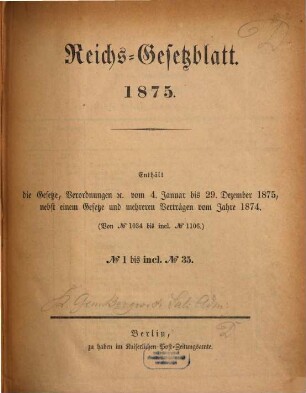 Reichs-Gesetzblatt.
1875.
Enthält
die Gesetze, Verordnungen ꝛc. vom 4. Januar bis 29. Dezember 1875,
nebst einem Gesetze und mehreren Verträgen vom Jahre 1874.
(Von № 1034 bis incl. № 1106.)
№ 1 bis incl. № 35.
Berlin,
zu haben im Kaiserlichen Post-Zeitungsamte.